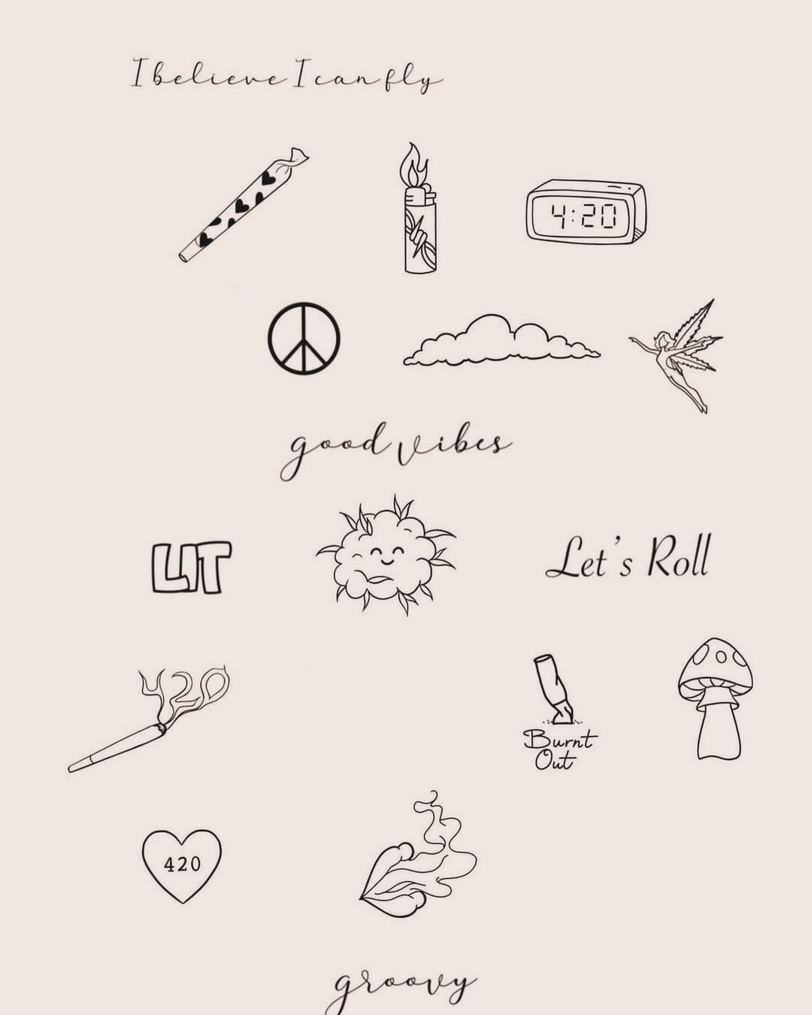 I believe I can fly
4:20
good vibes
LIT
Let's Roll
420
Burnt
Out
420
groovy